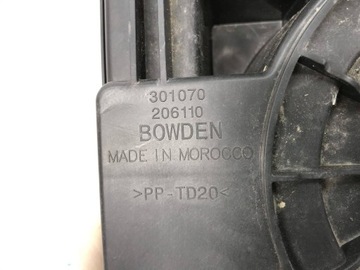 301070
206110
BOWDEN
MADE IN MOROCCO
>PP-TD20<